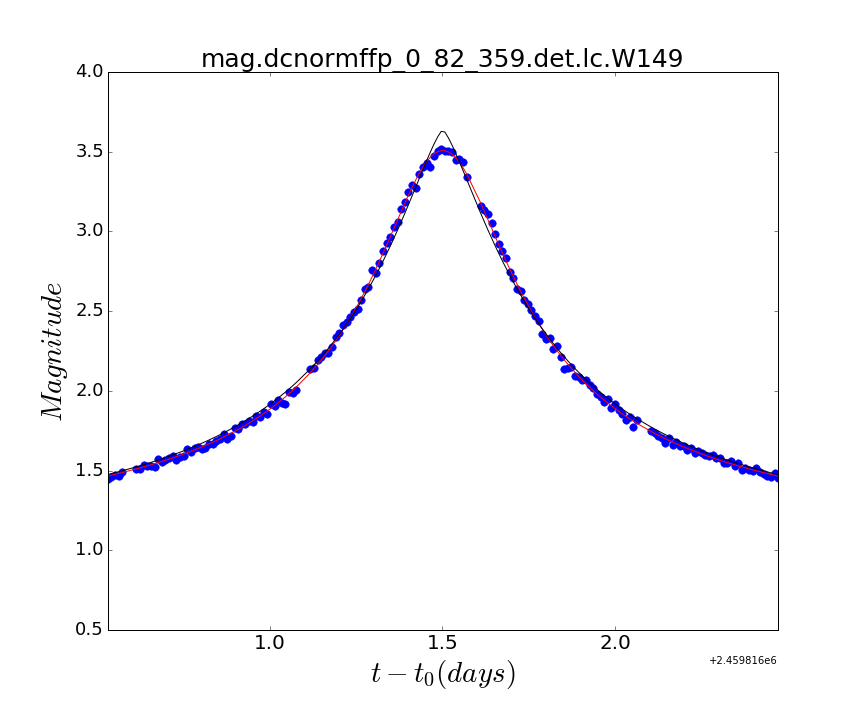 mag.dcnormffp_0_82_359.det.lc.W149
4.0
3.5
3.0
2.5
2.0
1.5
1.0
0.5
Magnitude
1.0 1.5 2.0
+2.459816e6
t − t₀(days)